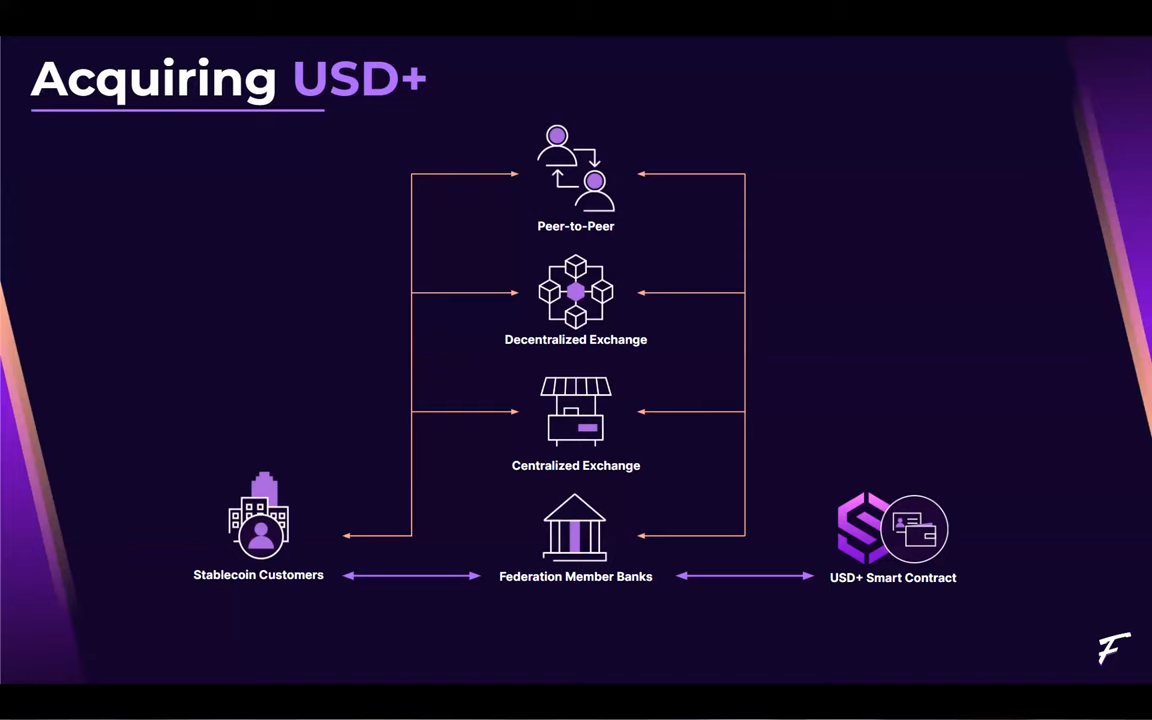 Acquiring USD+
Peer-to-Peer
Decentralized Exchange
Centralized Exchange
Stablecoin Customers
Federation Member Banks
USD+ Smart Contract